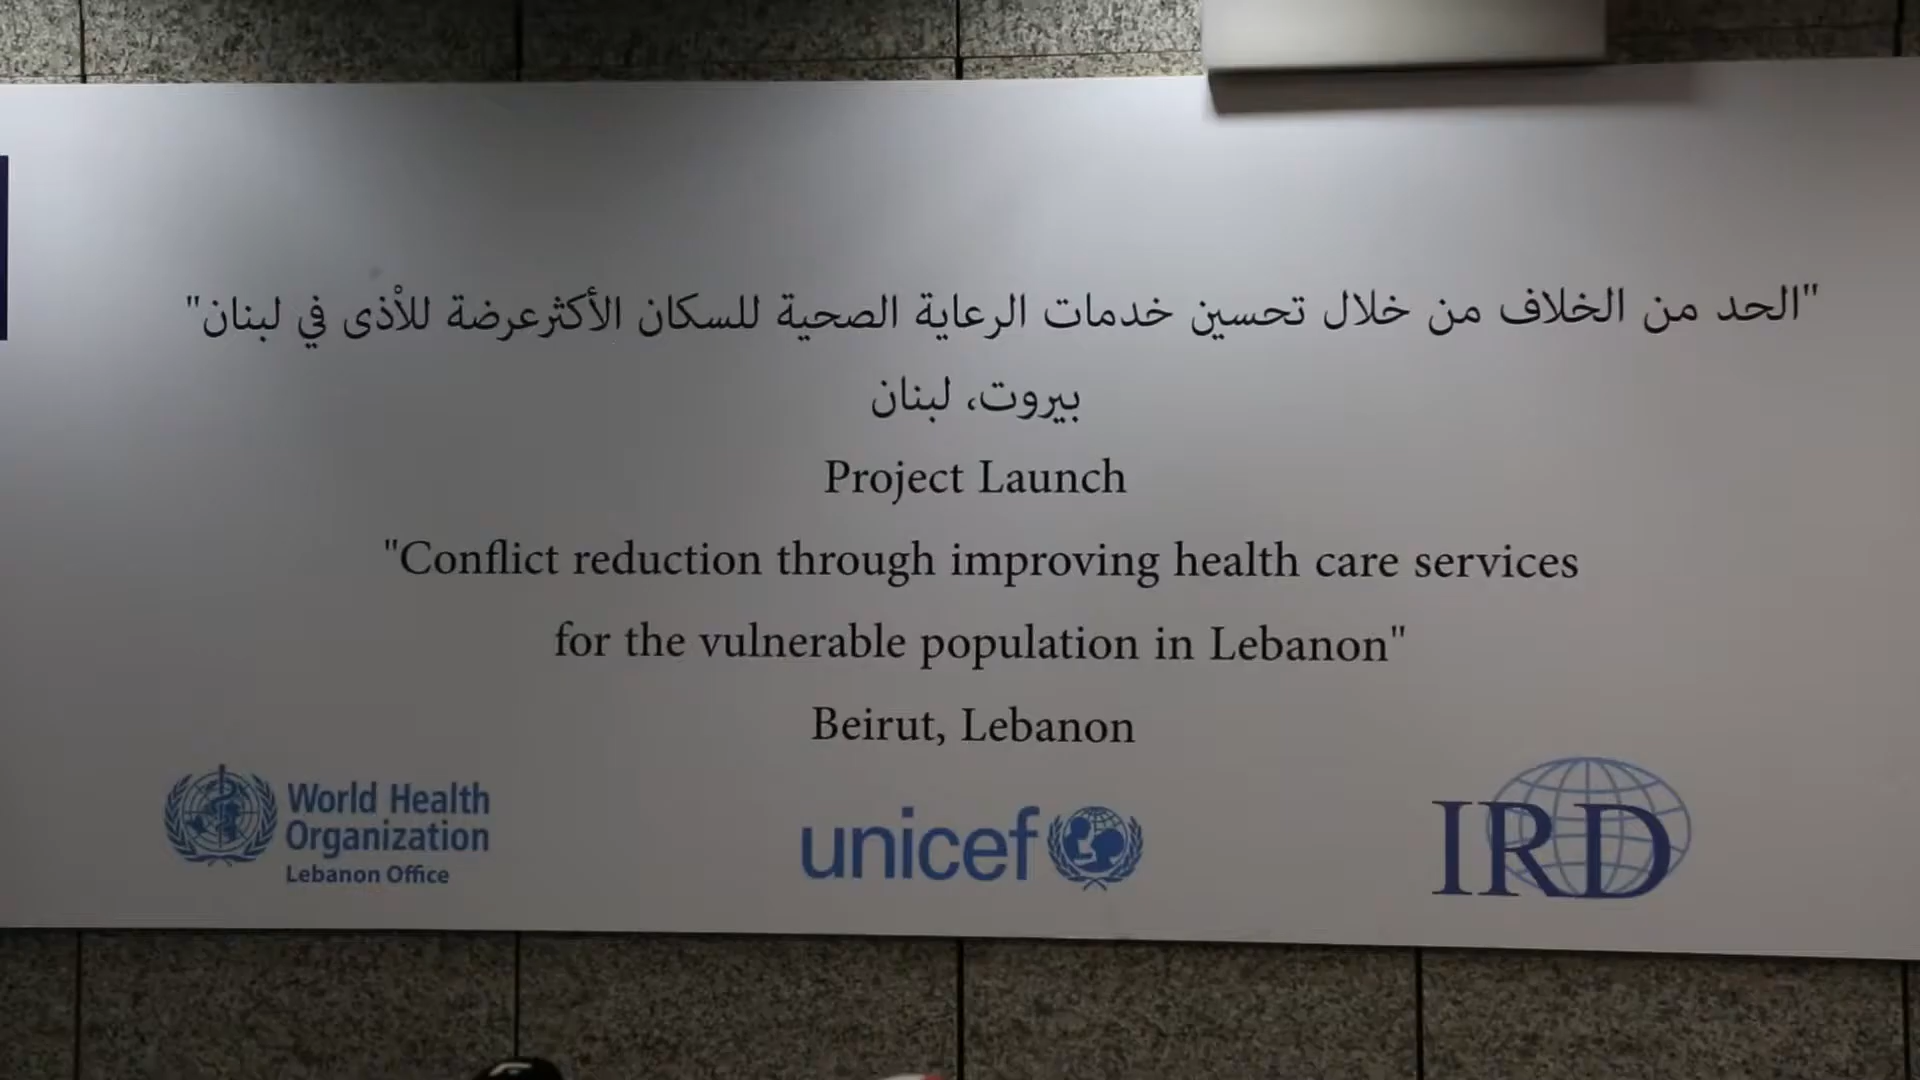 "الحد من الخلاف من خلال تحسين خدمات الرعاية الصحية للسكان الأكثرعرضة للأذى في لبنان"
بيروت، لبنان
Project Launch
"Conflict reduction through improving health care services
for the vulnerable population in Lebanon"
Beirut, Lebanon
World Health
Organization
Lebanon Office
unicef
IRD